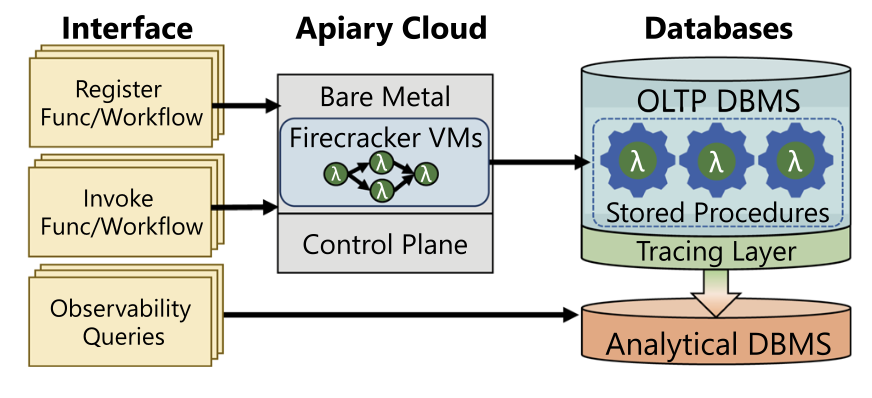 Interface
Apiary Cloud
Databases
Register
Func/Workflow
Invoke
Func/Workflow
Observability
Queries
Bare Metal
Firecracker VMs
λ
λ
λ
λ
Control Plane
OLTP DBMS
λ λ λ
Stored Procedures
Tracing Layer
Analytical DBMS